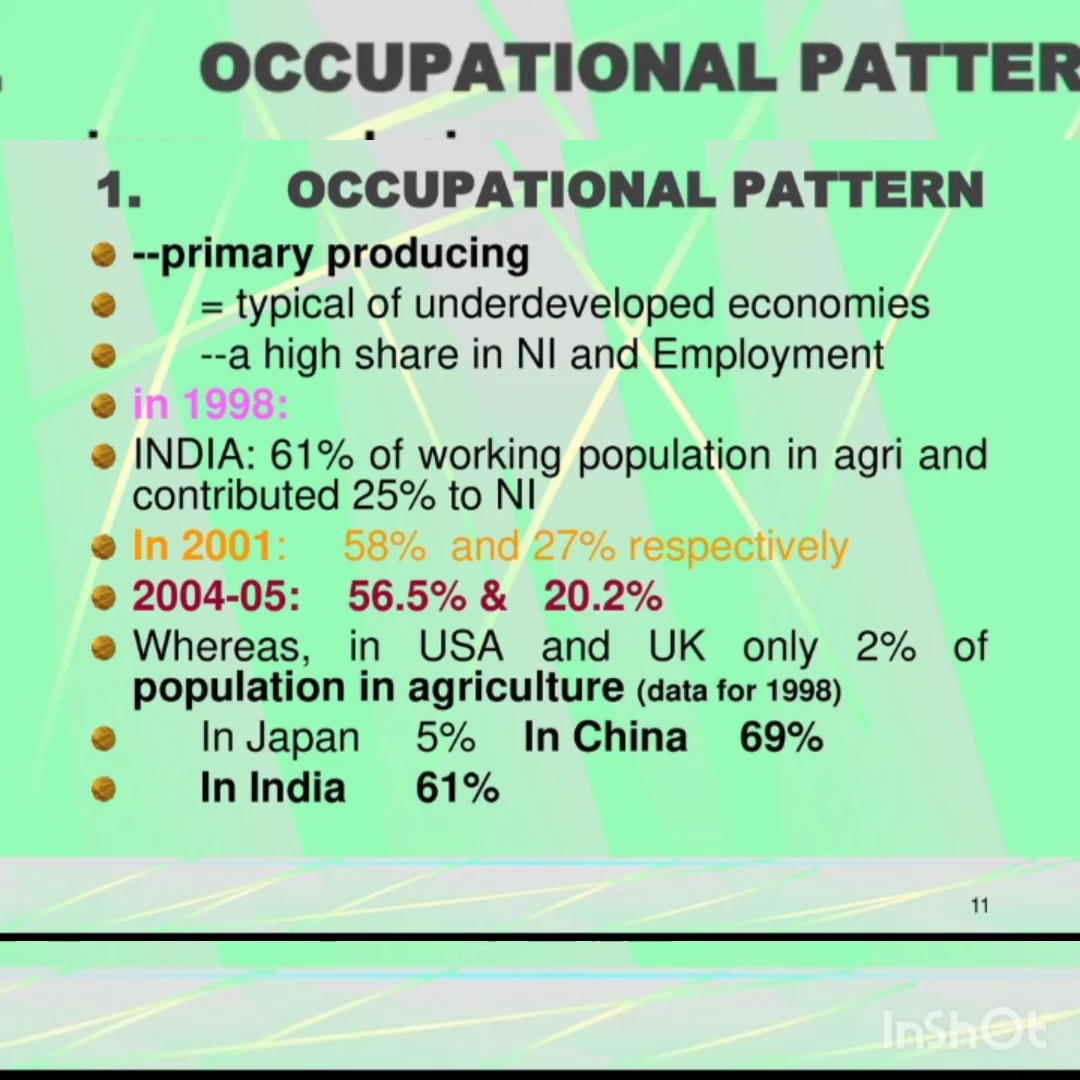 OCCUPATIONAL PATTER
1. OCCUPATIONAL PATTERN
--primary producing
= typical of underdeveloped economies
--a high share in NI and Employment
in 1998:
INDIA: 61% of working population in agri and
contributed 25% to NI
In 2001: 58% and 27% respectively
2004-05: 56.5% & 20.2%
Whereas, in USA and UK only 2% of
population in agriculture (data for 1998)
In Japan 5% In China 69%
In India 61%
11
InShOt